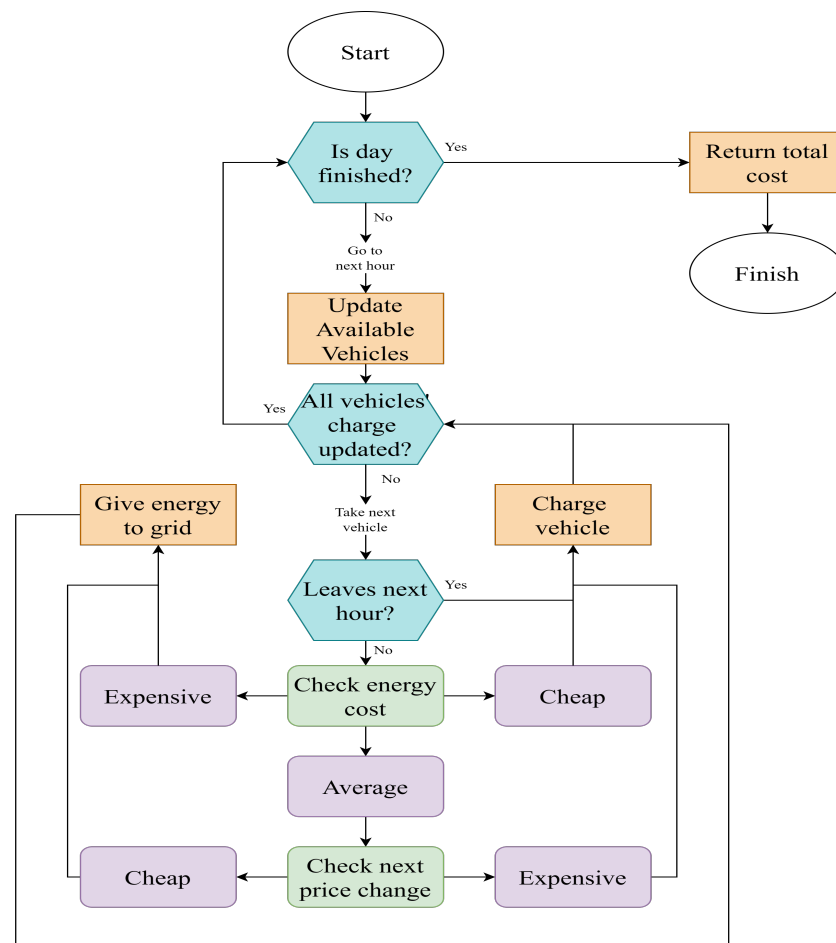 Start
Is day
finished?
Yes
Return total
cost
No
Go to
next hour
Finish
Update
Available
Vehicles
Yes
All vehicles'
charge
updated?
No
Give energy
to grid
Take next
vehicle
Charge
vehicle
Leaves next
hour?
Yes
No
Expensive
Check energy
cost
Cheap
Average
Cheap
Check next
price change
Expensive